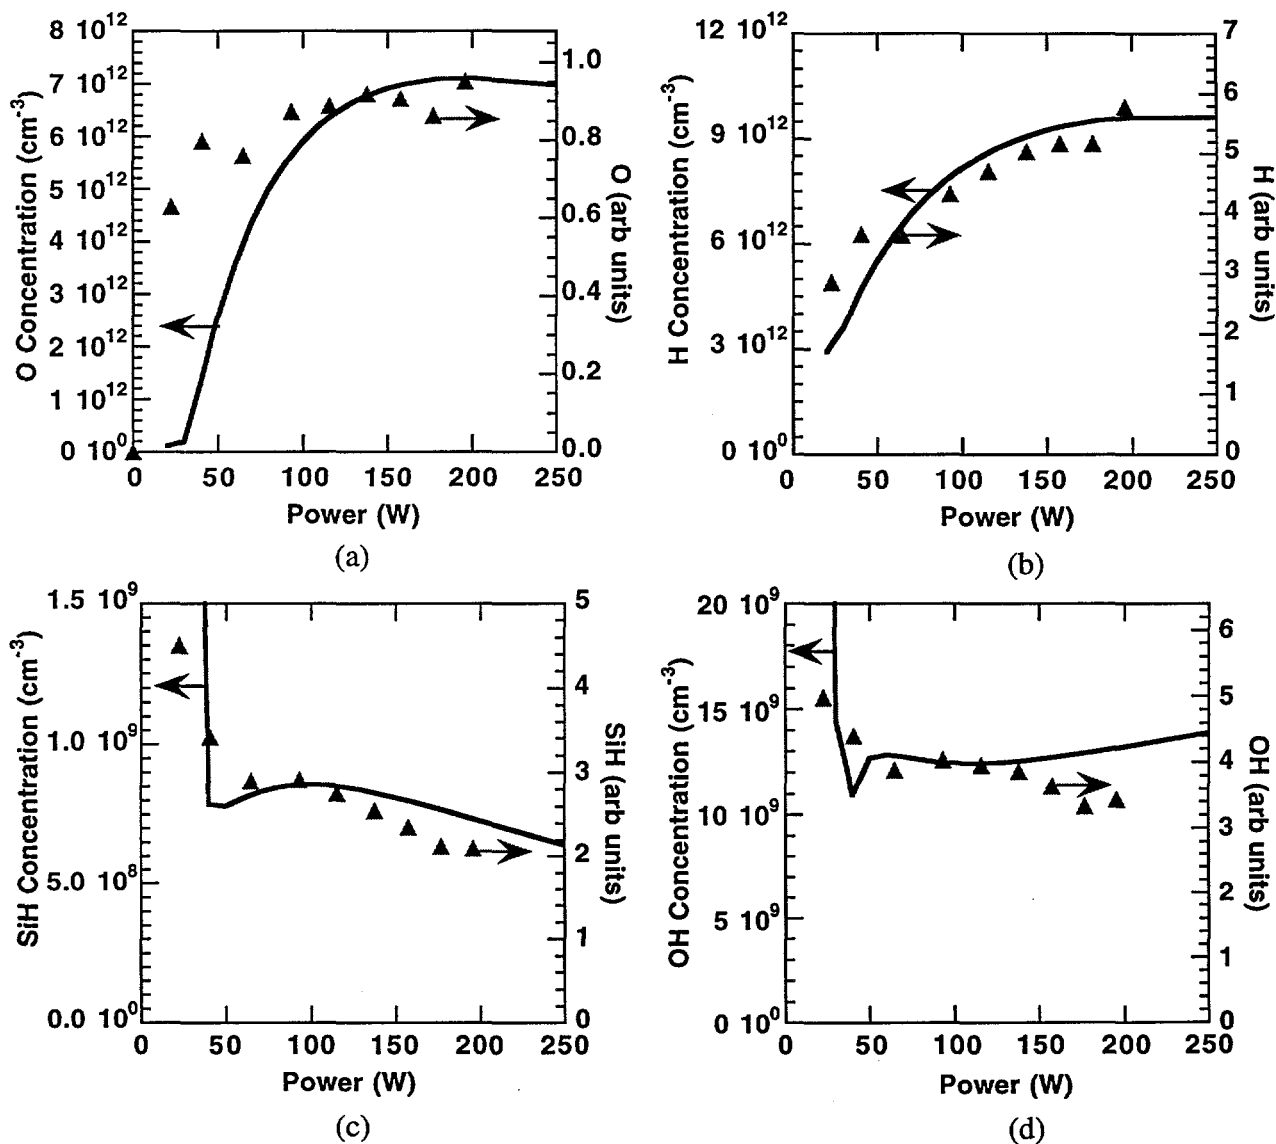 8 10^12
7 10^12
6 10^12
5 10^12
4 10^12
3 10^12
2 10^12
1 10^12
0 10^0
O Concentration (cm^-3)
1.0
0.8
0.6
0.4
0.2
0.0
O (arb units)
0 50 100 150 200 250
Power (W)
(a)
12 10^12
9 10^12
6 10^12
3 10^12
0 10^0
H Concentration (cm^-3)
7
6
5
4
3
2
1
0
H (arb units)
0 50 100 150 200 250
Power (W)
(b)
1.5 10^9
1.0 10^9
5.0 10^8
0.0 10^0
SiH Concentration (cm^-3)
5
4
3
2
1
0
SiH (arb units)
0 50 100 150 200 250
Power (W)
(c)
20 10^9
15 10^9
10 10^9
5 10^9
0 10^0
OH Concentration (cm^-3)
6
5
4
3
2
1
0
OH (arb units)
0 50 100 150 200 250
Power (W)
(d)